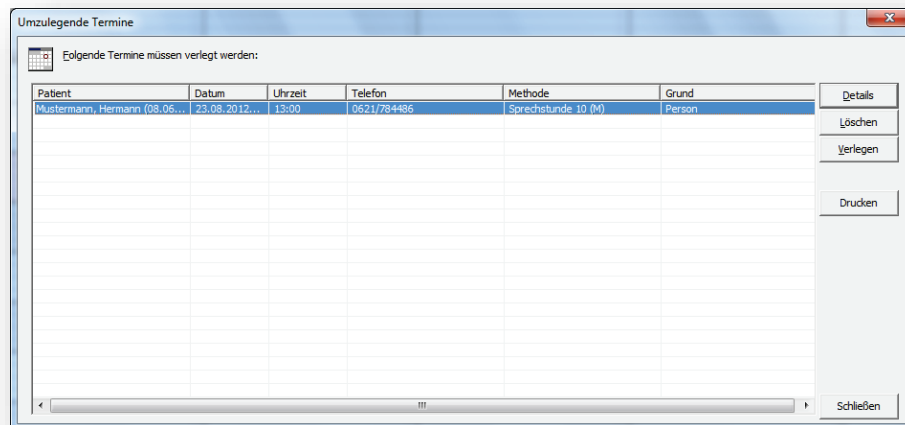 Umzulegende Termine
Folgende Termine müssen verlegt werden:
Patient Datum Uhrzeit Telefon Methode Grund
Mustermann, Hermann (08.06... 23.08.2012... 13:00 0621/784486 Sprechstunde 10 (M) Person
Details
Löschen
Verlegen
Drucken
Schließen